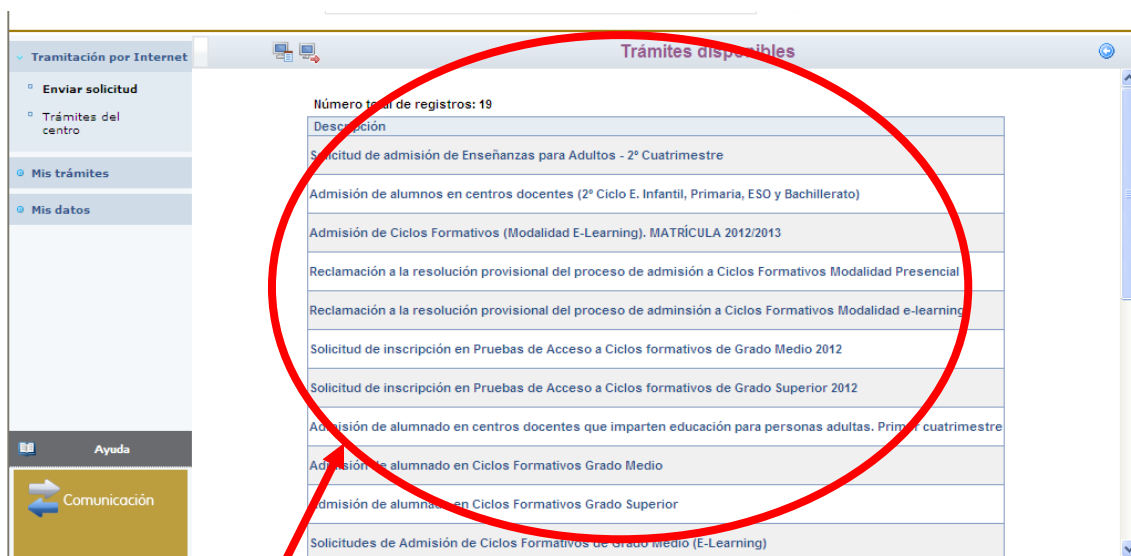 Tramitación por Internet
Enviar solicitud
Trámites del
centro
Mis trámites
Mis datos
Ayuda
Comunicación
Trámites disponibles
Número total de registros: 19
Descripción
Solicitud de admisión de Enseñanzas para Adultos - 2º Cuatrimestre
Admisión de alumnos en centros docentes (2º Ciclo E. Infantil, Primaria, ESO y Bachillerato)
Admisión de Ciclos Formativos (Modalidad E-Learning). MATRÍCULA 2012/2013
Reclamación a la resolución provisional del proceso de admisión a Ciclos Formativos Modalidad Presencial
Reclamación a la resolución provisional del proceso de adminsión a Ciclos Formativos Modalidad e-learning
Solicitud de inscripción en Pruebas de Acceso a Ciclos formativos de Grado Medio 2012
Solicitud de inscripción en Pruebas de Acceso a Ciclos formativos de Grado Superior 2012
Admisión de alumnado en centros docentes que imparten educación para personas adultas. Primer cuatrimestre
Admisión de alumnado en Ciclos Formativos Grado Medio
Admisión de alumnado en Ciclos Formativos Grado Superior
Solicitudes de Admisión de Ciclos Formativos de Grado Medio (E-Learning)